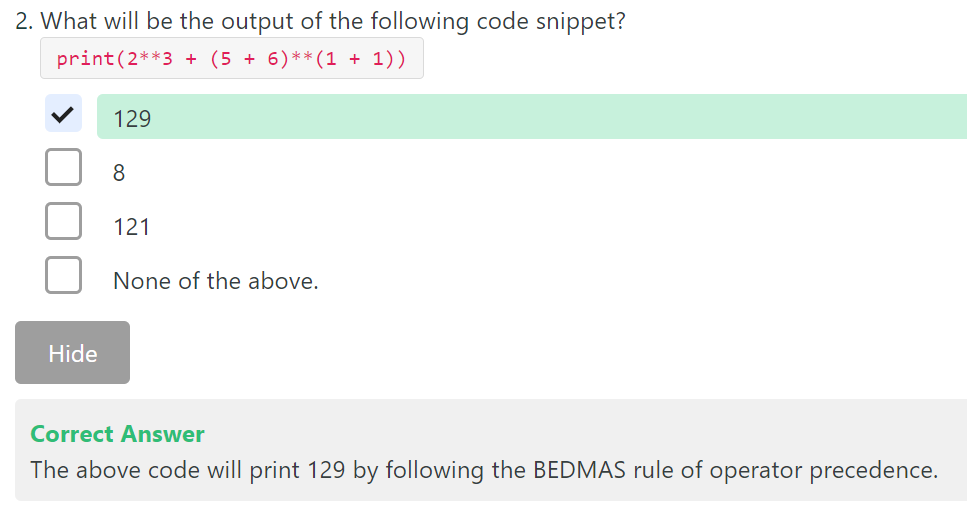 2. What will be the output of the following code snippet?
print(2**3 + (5 + 6)**(1 + 1))
129
8
121
None of the above.
Hide
Correct Answer
The above code will print 129 by following the BEDMAS rule of operator precedence.